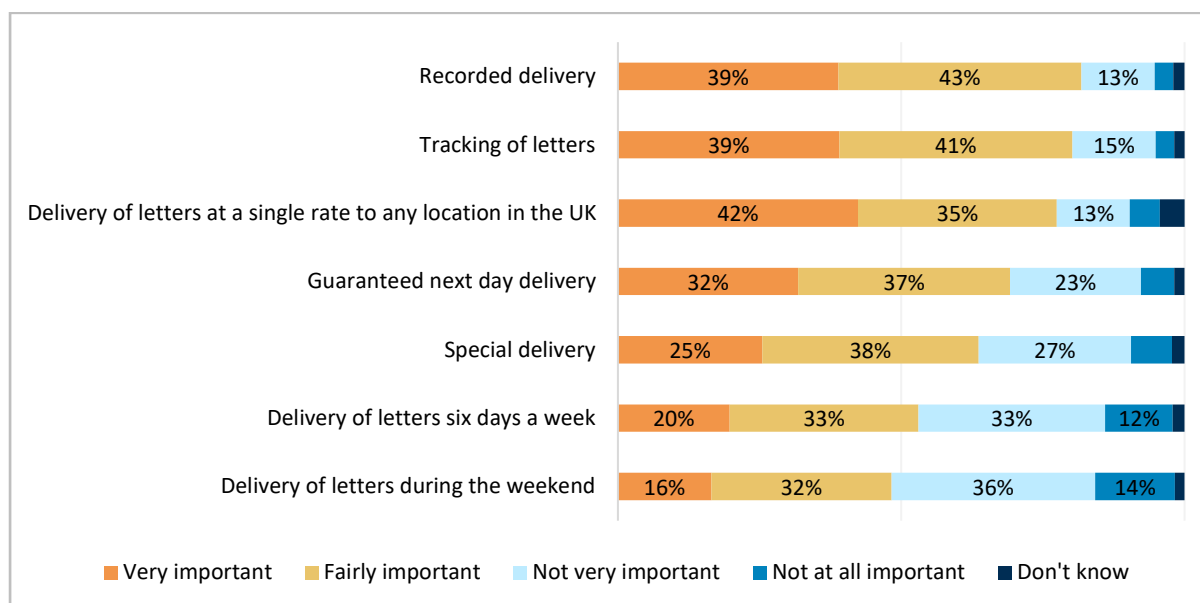 Recorded delivery 39% 43% 13%
Tracking of letters 39% 41% 15%
Delivery of letters at a single rate to any location in the UK 42% 35% 13%
Guaranteed next day delivery 32% 37% 23%
Special delivery 25% 38% 27%
Delivery of letters six days a week 20% 33% 33% 12%
Delivery of letters during the weekend 16% 32% 36% 14%
Very important Fairly important Not very important Not at all important Don't know